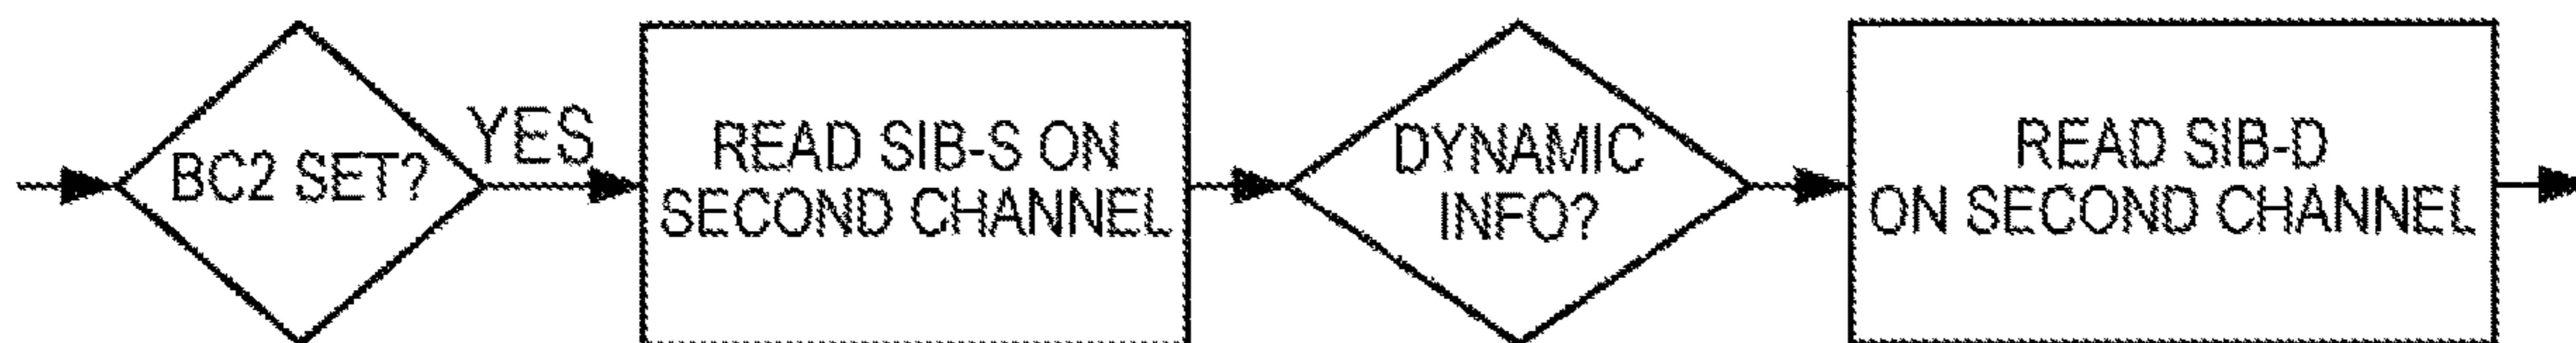 BC2 SET?
YES
READ SIB-S ON
SECOND CHANNEL
DYNAMIC
INFO?
READ SIB-D
ON SECOND CHANNEL